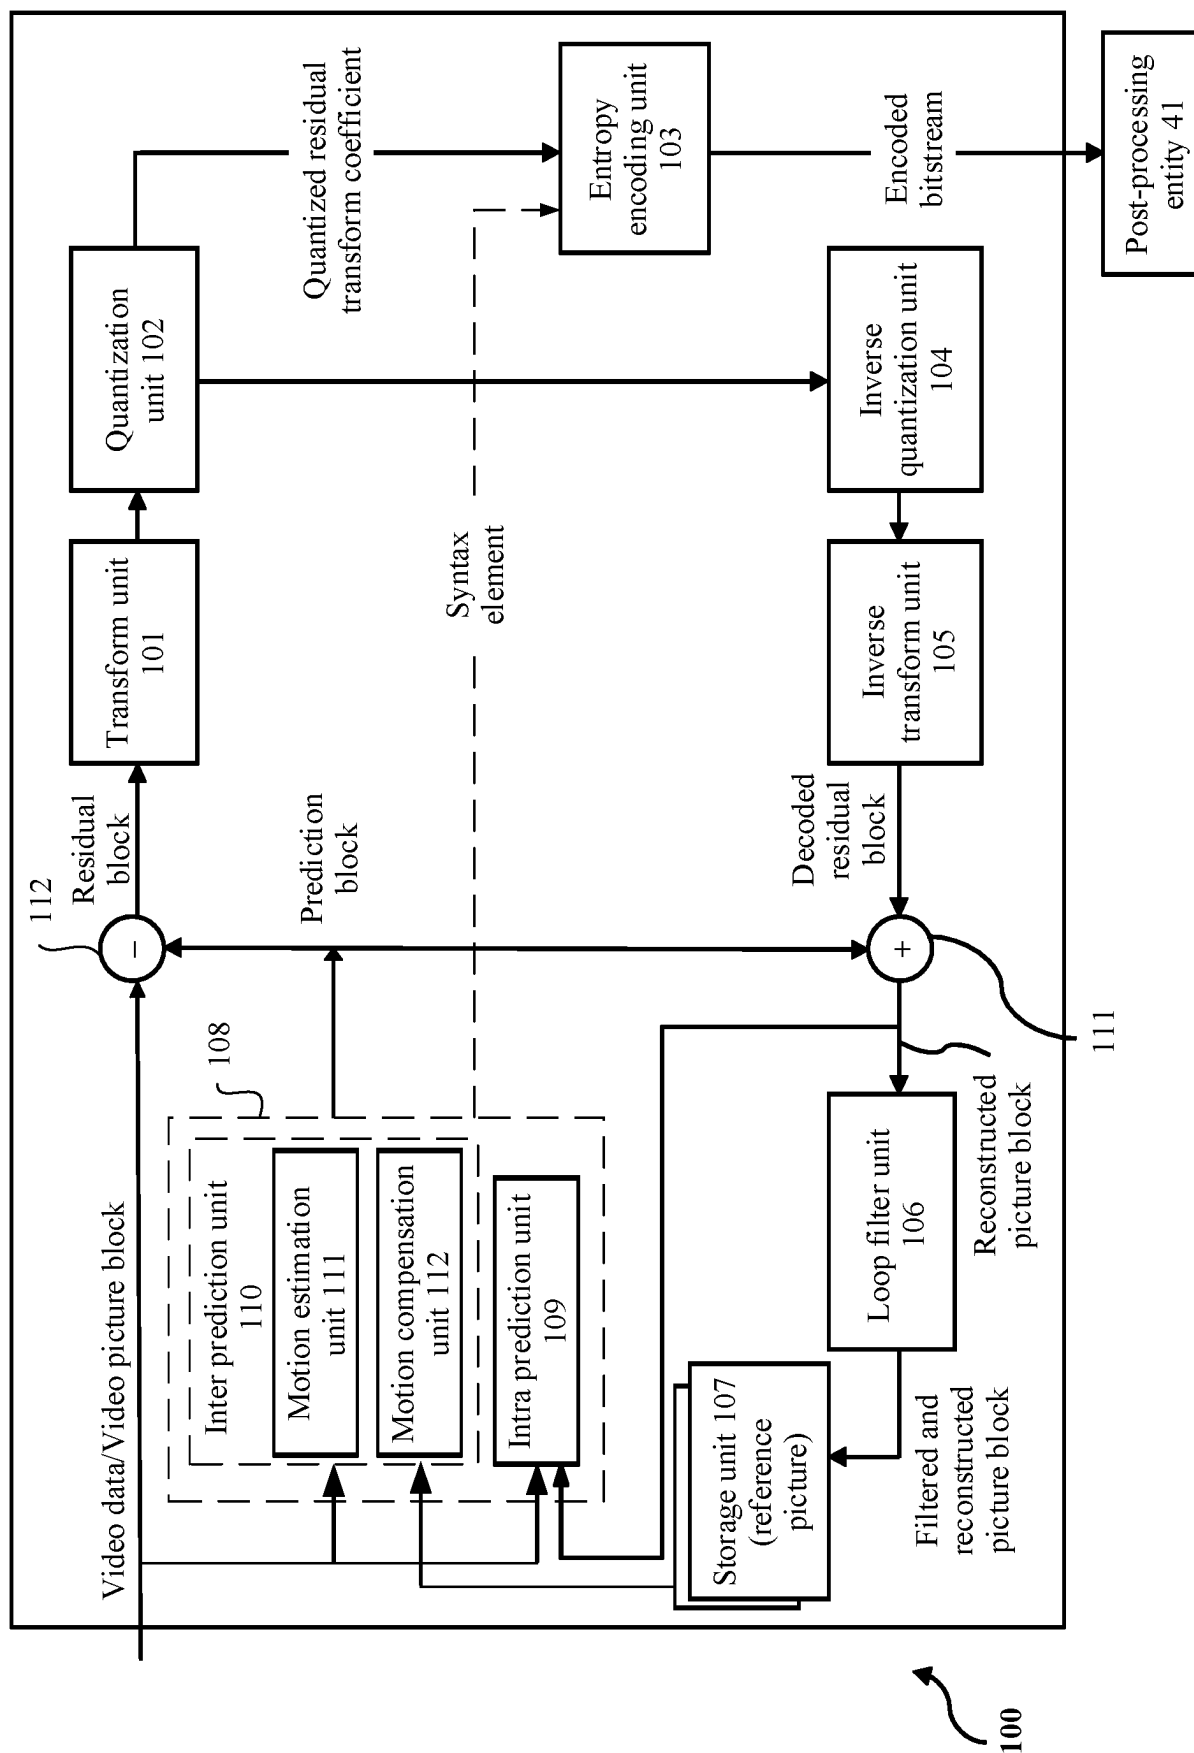 Video data/Video picture block
112
Residual
block
Transform unit
101
Quantization
unit 102
Quantized residual
transform coefficient
108
Inter prediction unit
110
Motion estimation
unit 111
Motion compensation
unit 112
Intra prediction unit
109
Prediction
block
Syntax
element
Entropy
encoding unit
103
Encoded
bitstream
Post-processing
entity 41
Storage unit 107
(reference
picture)
Filtered and
reconstructed
picture block
Loop filter unit
106
Reconstructed
picture block
+
111
Decoded
residual
block
Inverse
transform unit
105
Inverse
quantization unit
104
−
100